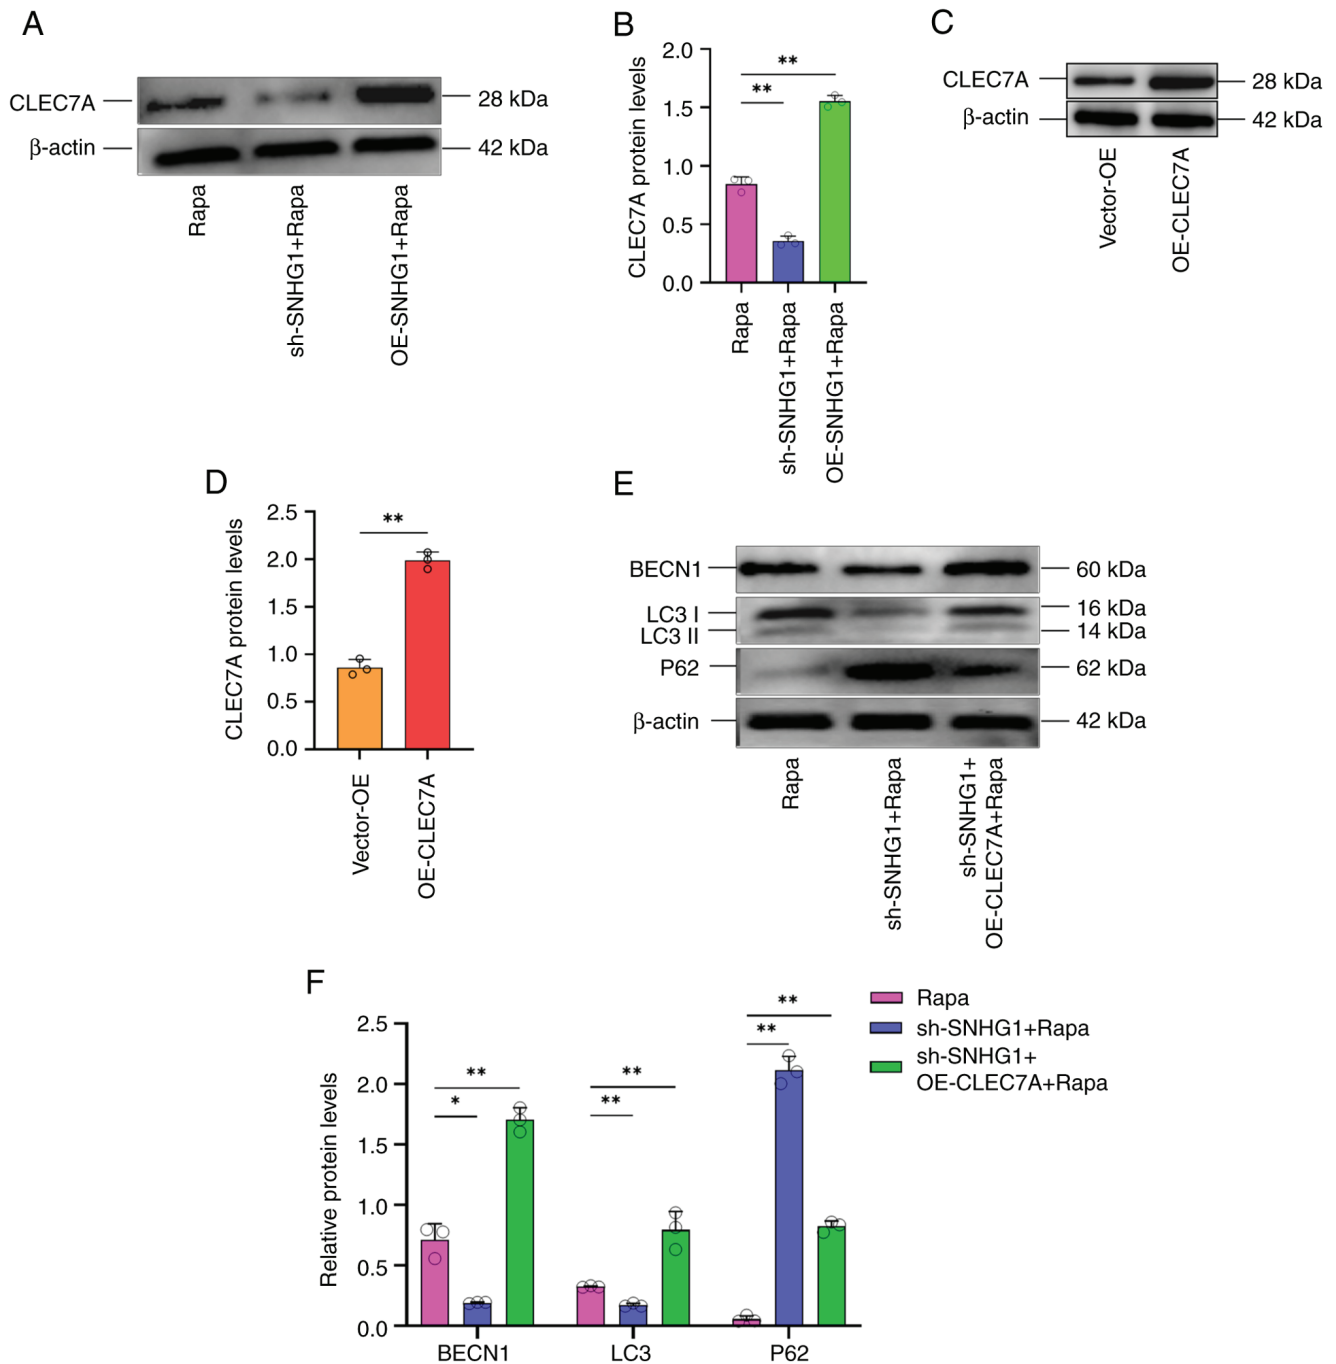 A
CLEC7A
28 kDa
β-actin
42 kDa
Rapa
sh-SNHG1+Rapa
OE-SNHG1+Rapa
B
CLEC7A protein levels
2.0
1.5
1.0
0.5
0.0
**
**
Rapa
sh-SNHG1+Rapa
OE-SNHG1+Rapa
C
CLEC7A
28 kDa
β-actin
42 kDa
Vector-OE
OE-CLEC7A
D
CLEC7A protein levels
2.5
2.0
1.5
1.0
0.5
0.0
**
Vector-OE
OE-CLEC7A
E
BECN1
60 kDa
LC3 I
16 kDa
LC3 II
14 kDa
P62
62 kDa
β-actin
42 kDa
Rapa
sh-SNHG1+Rapa
sh-SNHG1+
OE-CLEC7A+Rapa
F
Relative protein levels
2.5
2.0
1.5
1.0
0.5
0.0
**
*
**
**
**
**
BECN1
LC3
P62
Rapa
sh-SNHG1+Rapa
sh-SNHG1+
OE-CLEC7A+Rapa